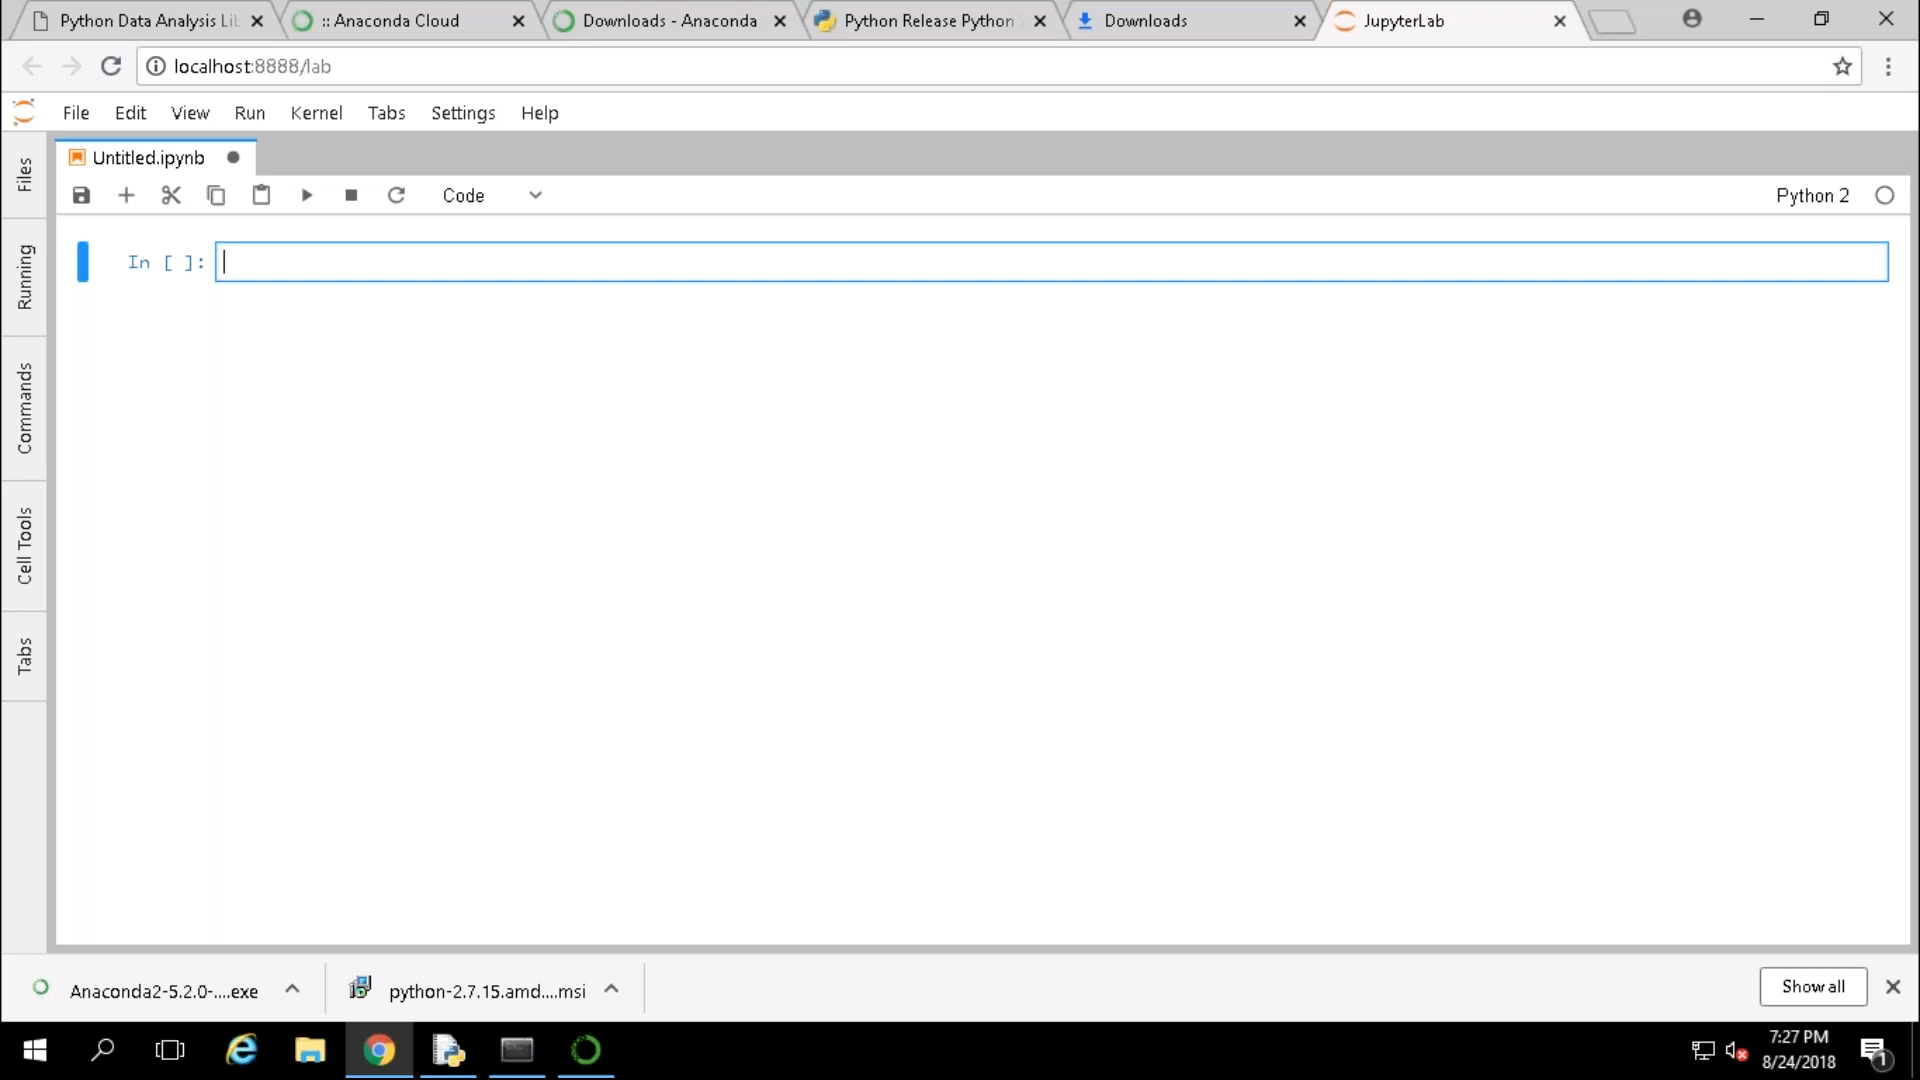 Python Data Analysis Li
:: Anaconda Cloud
Downloads - Anaconda
Python Release Python
Downloads
JupyterLab
localhost:8888/lab
File Edit View Run Kernel Tabs Settings Help
Untitled.ipynb
Code
Python 2
Files
In [ ]:
Running
Commands
Cell Tools
Tabs
Anaconda2-5.2.0-....exe
python-2.7.15.amd....msi
Show all
7:27 PM
8/24/2018
1